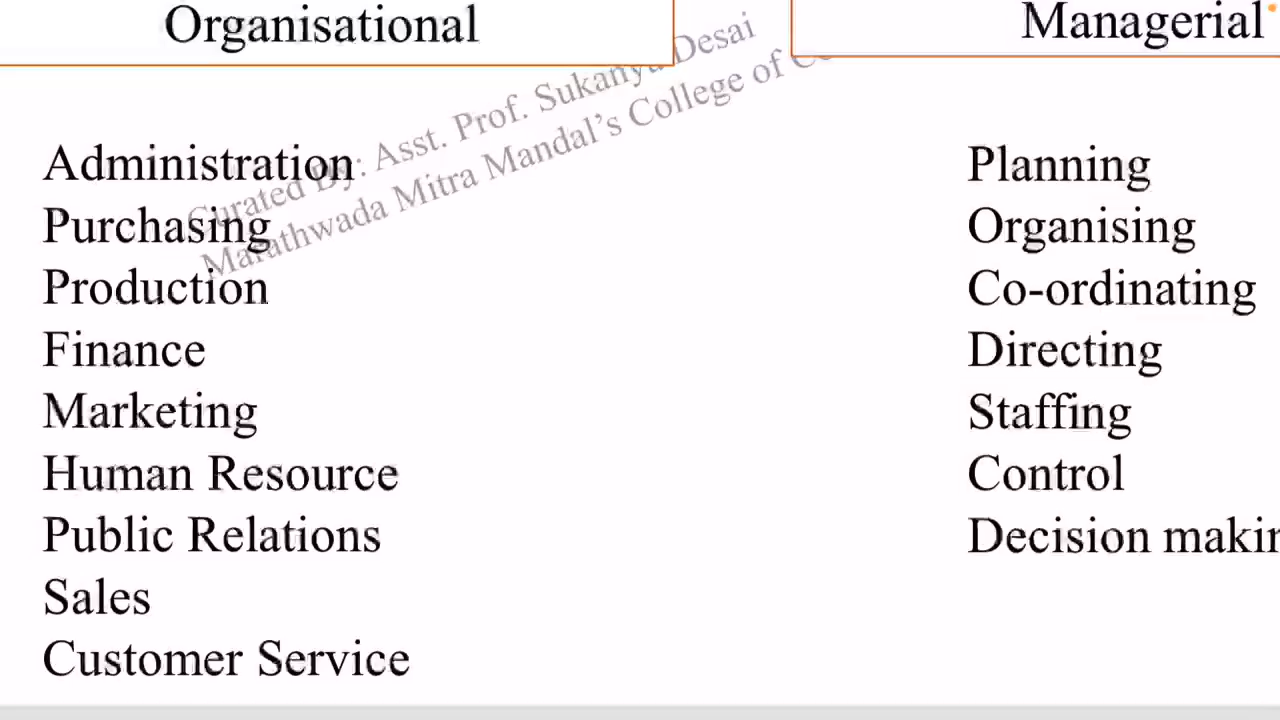 Organisational
Managerial
Curated By: Asst. Prof. Sukanya Desai
Marathwada Mitra Mandal's College of
Administration
Purchasing
Production
Finance
Marketing
Human Resource
Public Relations
Sales
Customer Service
Planning
Organising
Co-ordinating
Directing
Staffing
Control
Decision